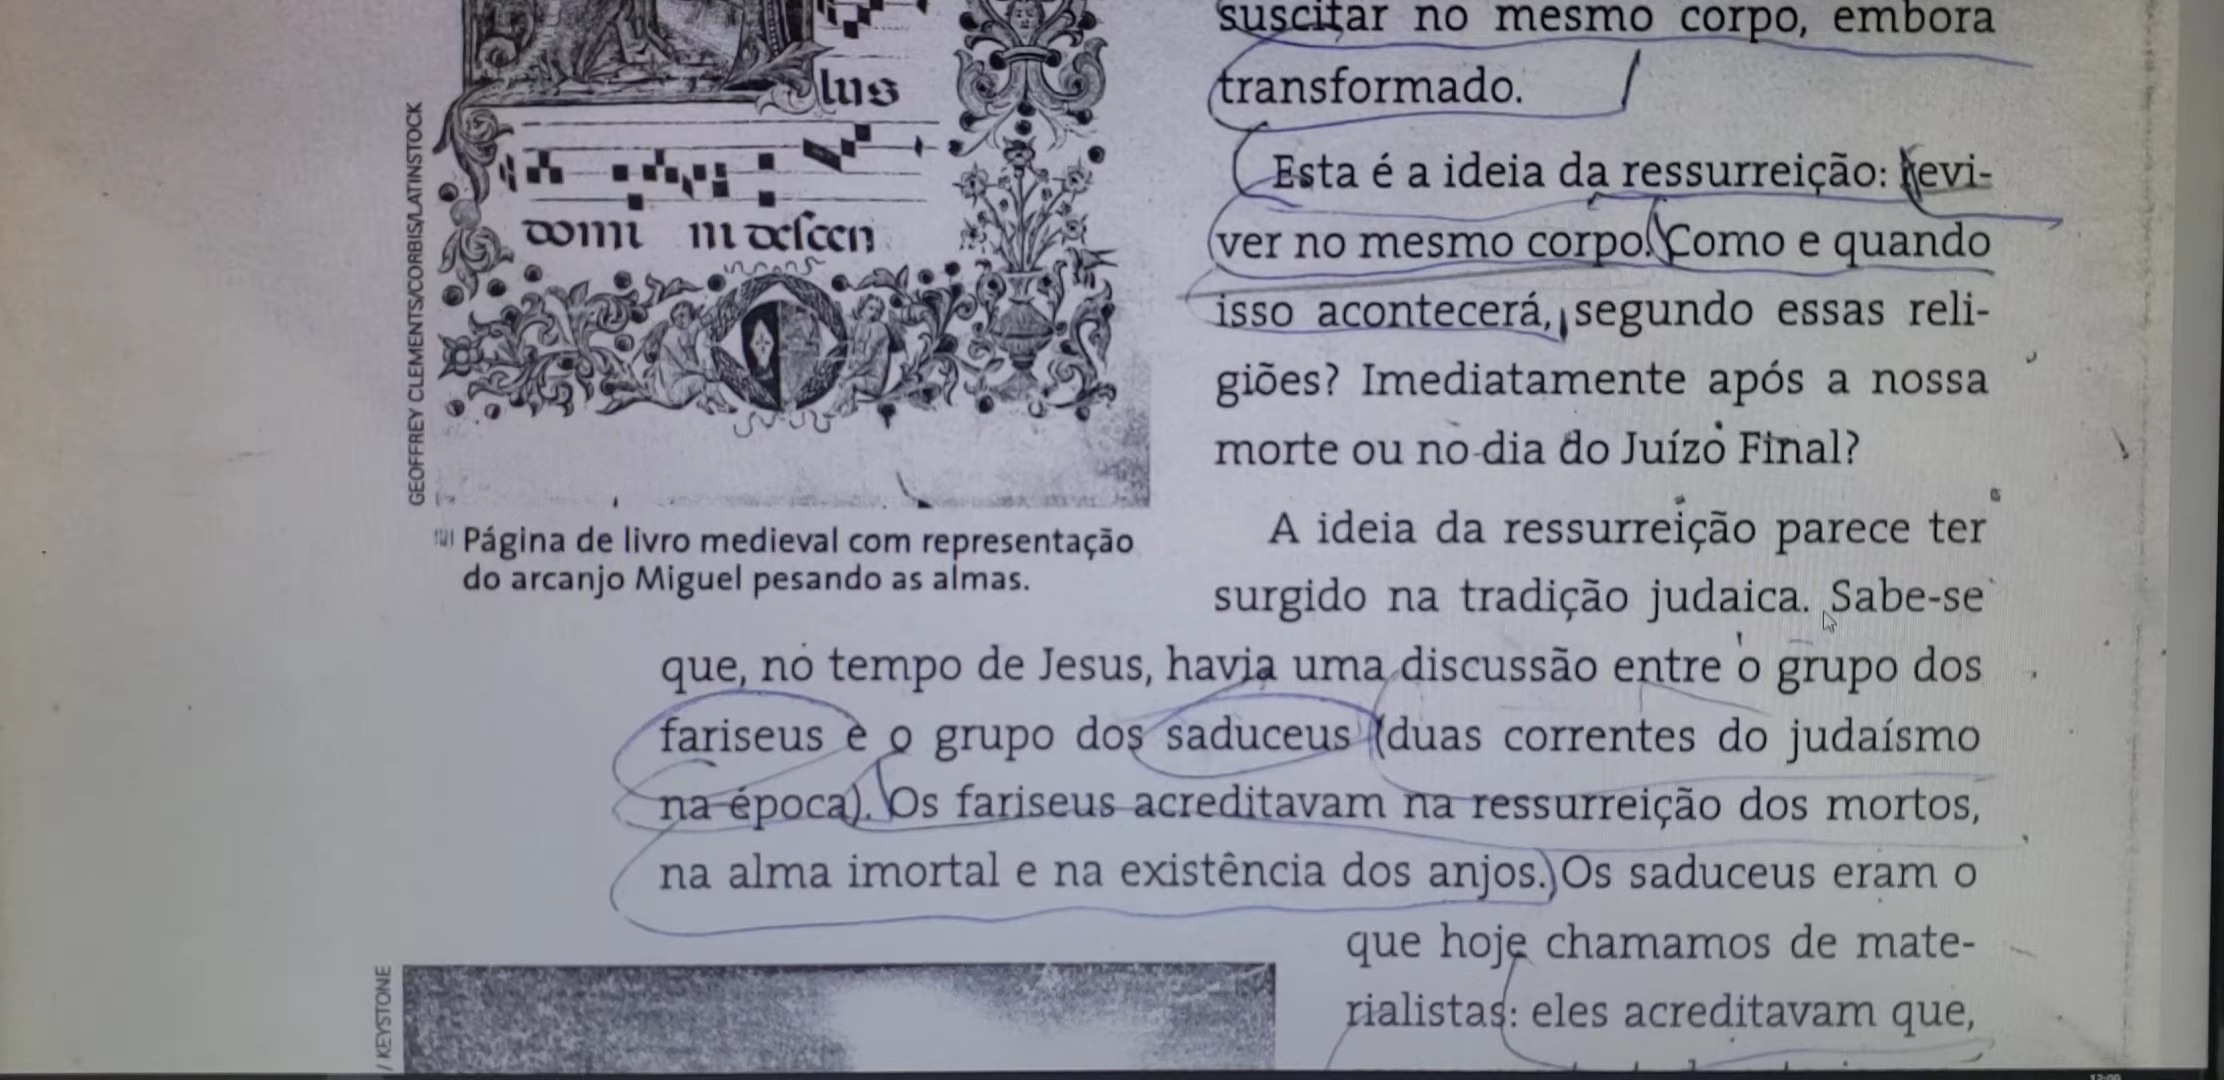 suscitar no mesmo corpo, embora
transformado.
Esta é a ideia da ressurreição: revi-
ver no mesmo corpo. Como e quando
isso acontecerá, segundo essas reli-
giões? Imediatamente após a nossa
morte ou no dia do Juízo Final?
A ideia da ressurreição parece ter
surgido na tradição judaica. Sabe-se
que, no tempo de Jesus, havia uma discussão entre o grupo dos
fariseus e o grupo dos saduceus (duas correntes do judaísmo
na época). Os fariseus acreditavam na ressurreição dos mortos,
na alma imortal e na existência dos anjos. Os saduceus eram o
que hoje chamamos de mate-
rialistas: eles acreditavam que,
lus
GEOFFREY CLEMENTS/CORBIS/LATINSTOCK
Página de livro medieval com representação
do arcanjo Miguel pesando as almas.
/ KEYSTONE